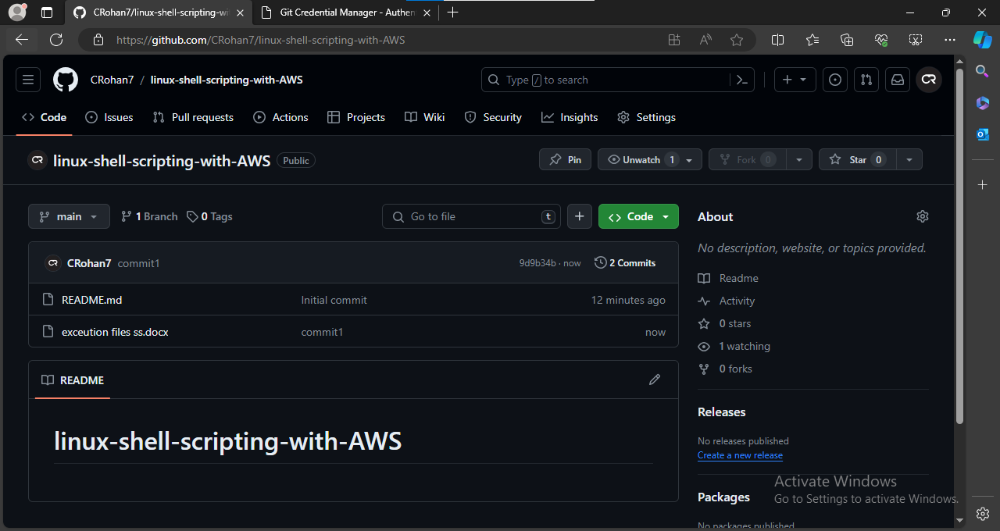 CRohan7/linux-shell-scripting-wi
Git Credential Manager - Authen
https://github.com/CRohan7/linux-shell-scripting-with-AWS
CRohan7 / linux-shell-scripting-with-AWS
Type / to search
CR
Code Issues Pull requests Actions Projects Wiki Security Insights Settings
CR linux-shell-scripting-with-AWS Public
Pin Unwatch 1 Fork 0 Star 0
main 1 Branch 0 Tags Go to file t + Code
About
No description, website, or topics provided.
CR CRohan7 commit1 9d9b34b · now 2 Commits
README.md Initial commit 12 minutes ago
exceution files ss.docx commit1 now
Readme
Activity
0 stars
1 watching
0 forks
README
linux-shell-scripting-with-AWS
Releases
No releases published
Create a new release
Packages
No packages published
Activate Windows
Go to Settings to activate Windows.